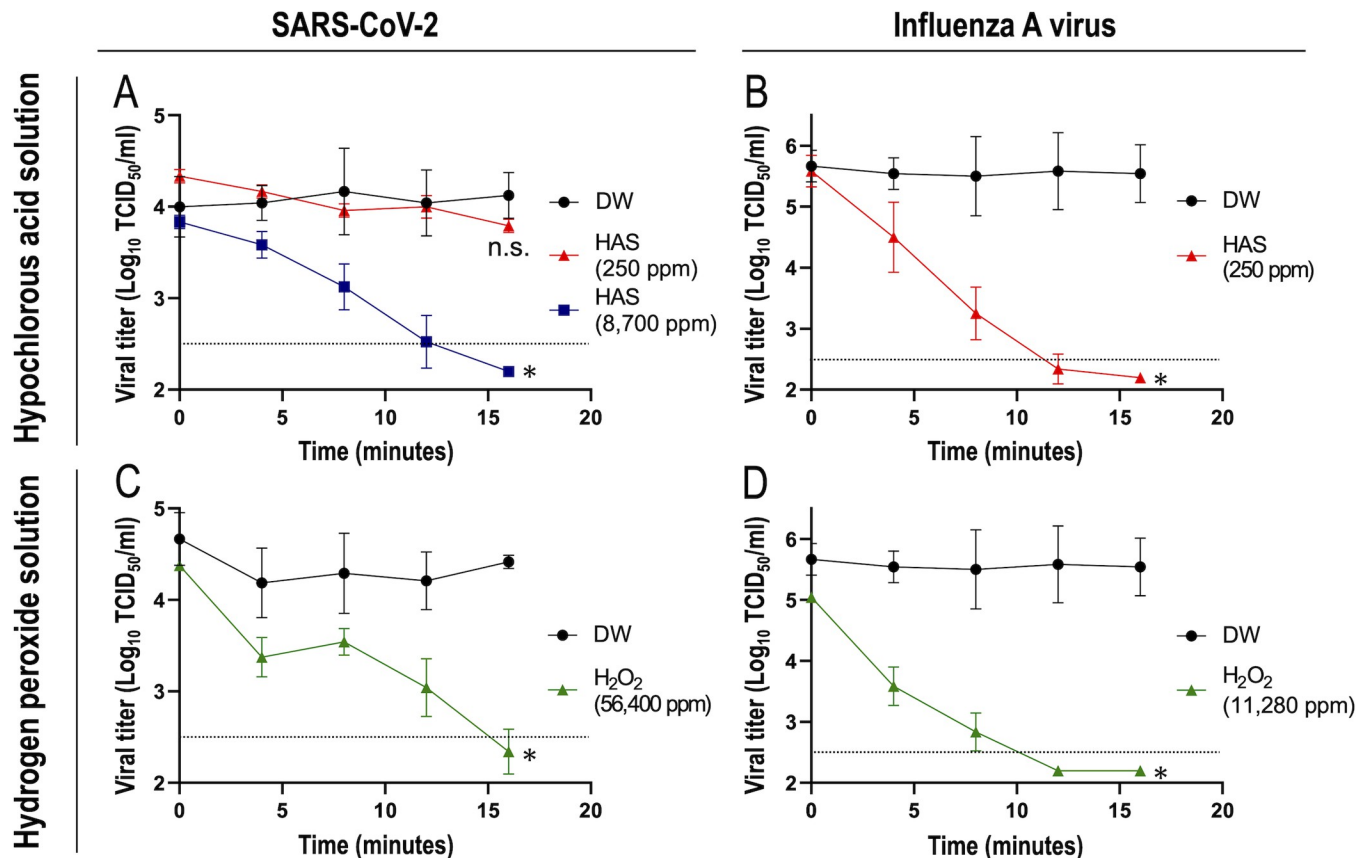 SARS-CoV-2
Influenza A virus
Hypochlorous acid solution
A
Viral titer (Log₁₀ TCID₅₀/ml)
5
4
3
2
0
5
10
15
20
Time (minutes)
n.s.
*
DW
HAS
(250 ppm)
HAS
(8,700 ppm)
B
Viral titer (Log₁₀ TCID₅₀/ml)
6
5
4
3
2
0
5
10
15
20
Time (minutes)
*
DW
HAS
(250 ppm)
Hydrogen peroxide solution
C
Viral titer (Log₁₀ TCID₅₀/ml)
5
4
3
2
0
5
10
15
20
Time (minutes)
*
DW
H₂O₂
(56,400 ppm)
D
Viral titer (Log₁₀ TCID₅₀/ml)
6
5
4
3
2
0
5
10
15
20
Time (minutes)
*
DW
H₂O₂
(11,280 ppm)